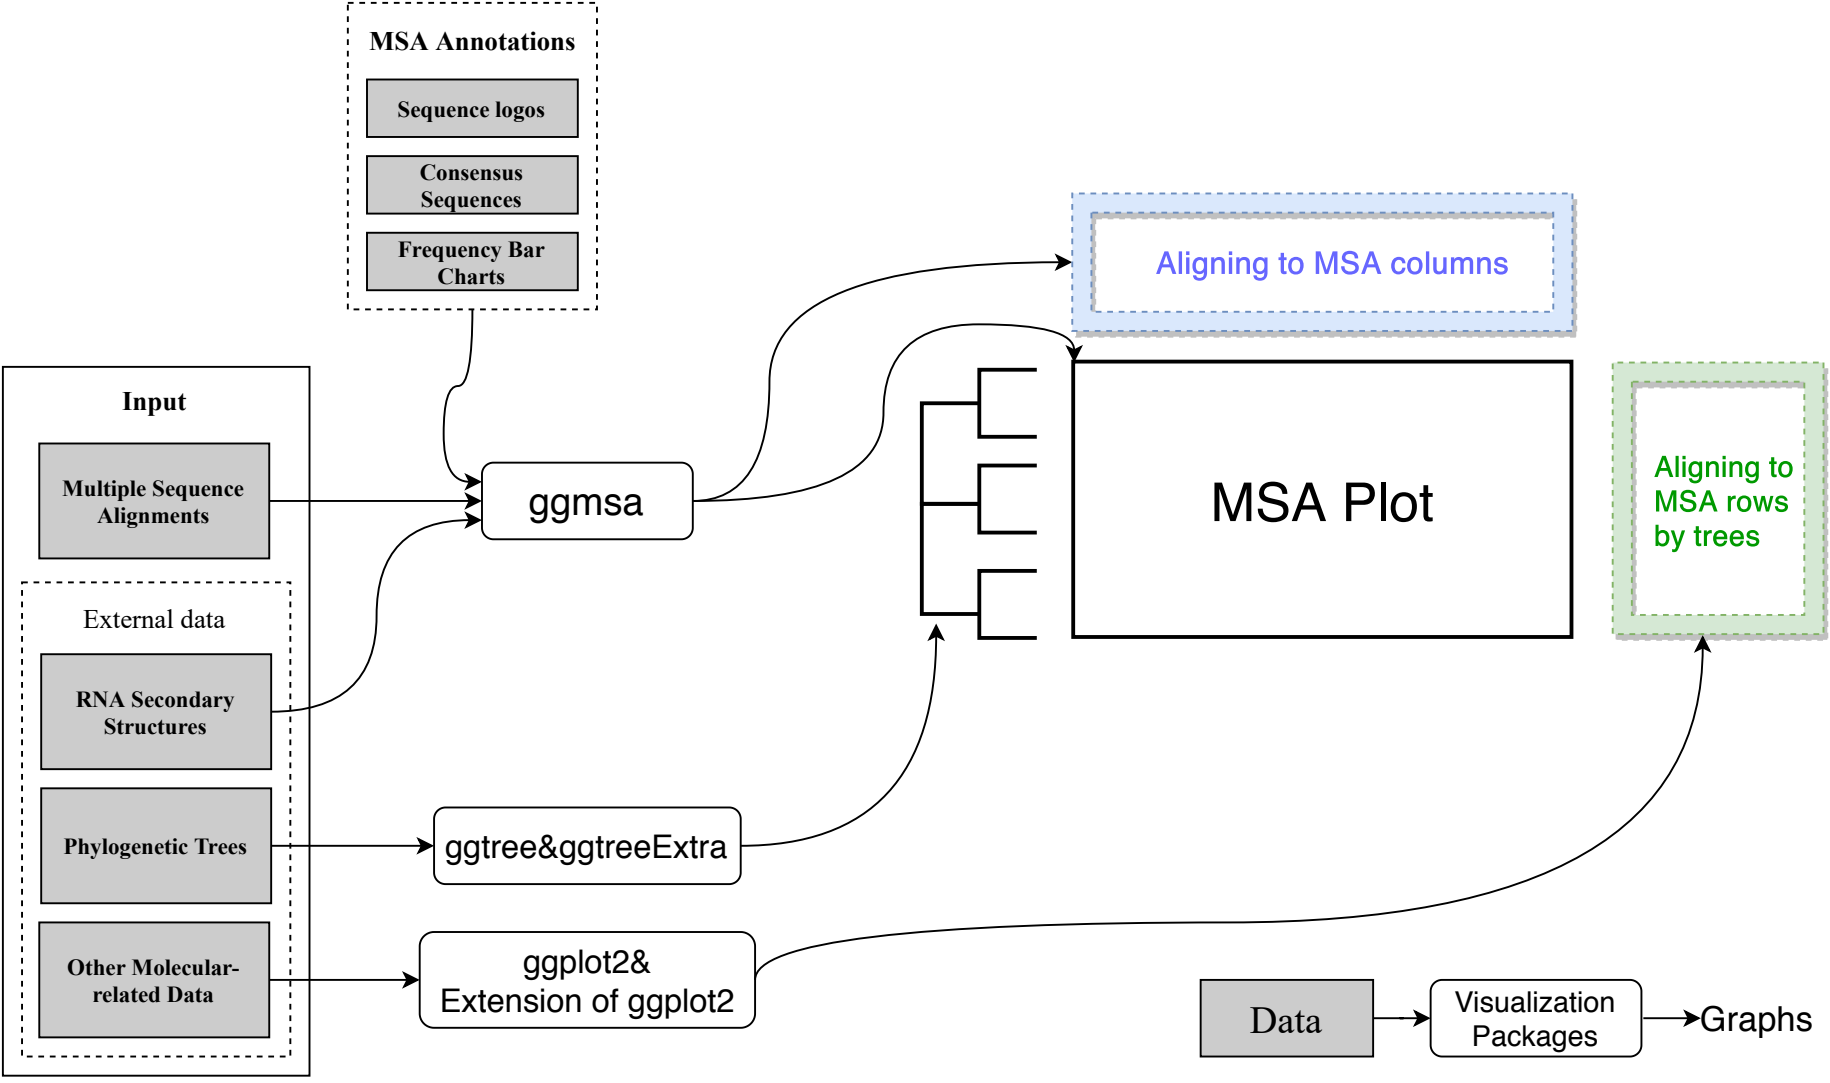 MSA Annotations
Sequence logos
Consensus
Sequences
Frequency Bar
Charts
Input
Multiple Sequence
Alignments
External data
RNA Secondary
Structures
Phylogenetic Trees
Other Molecular-
related Data
ggmsa
ggtree&ggtreeExtra
ggplot2&
Extension of ggplot2
Aligning to MSA columns
MSA Plot
Aligning to
MSA rows
by trees
Data
Visualization
Packages
Graphs